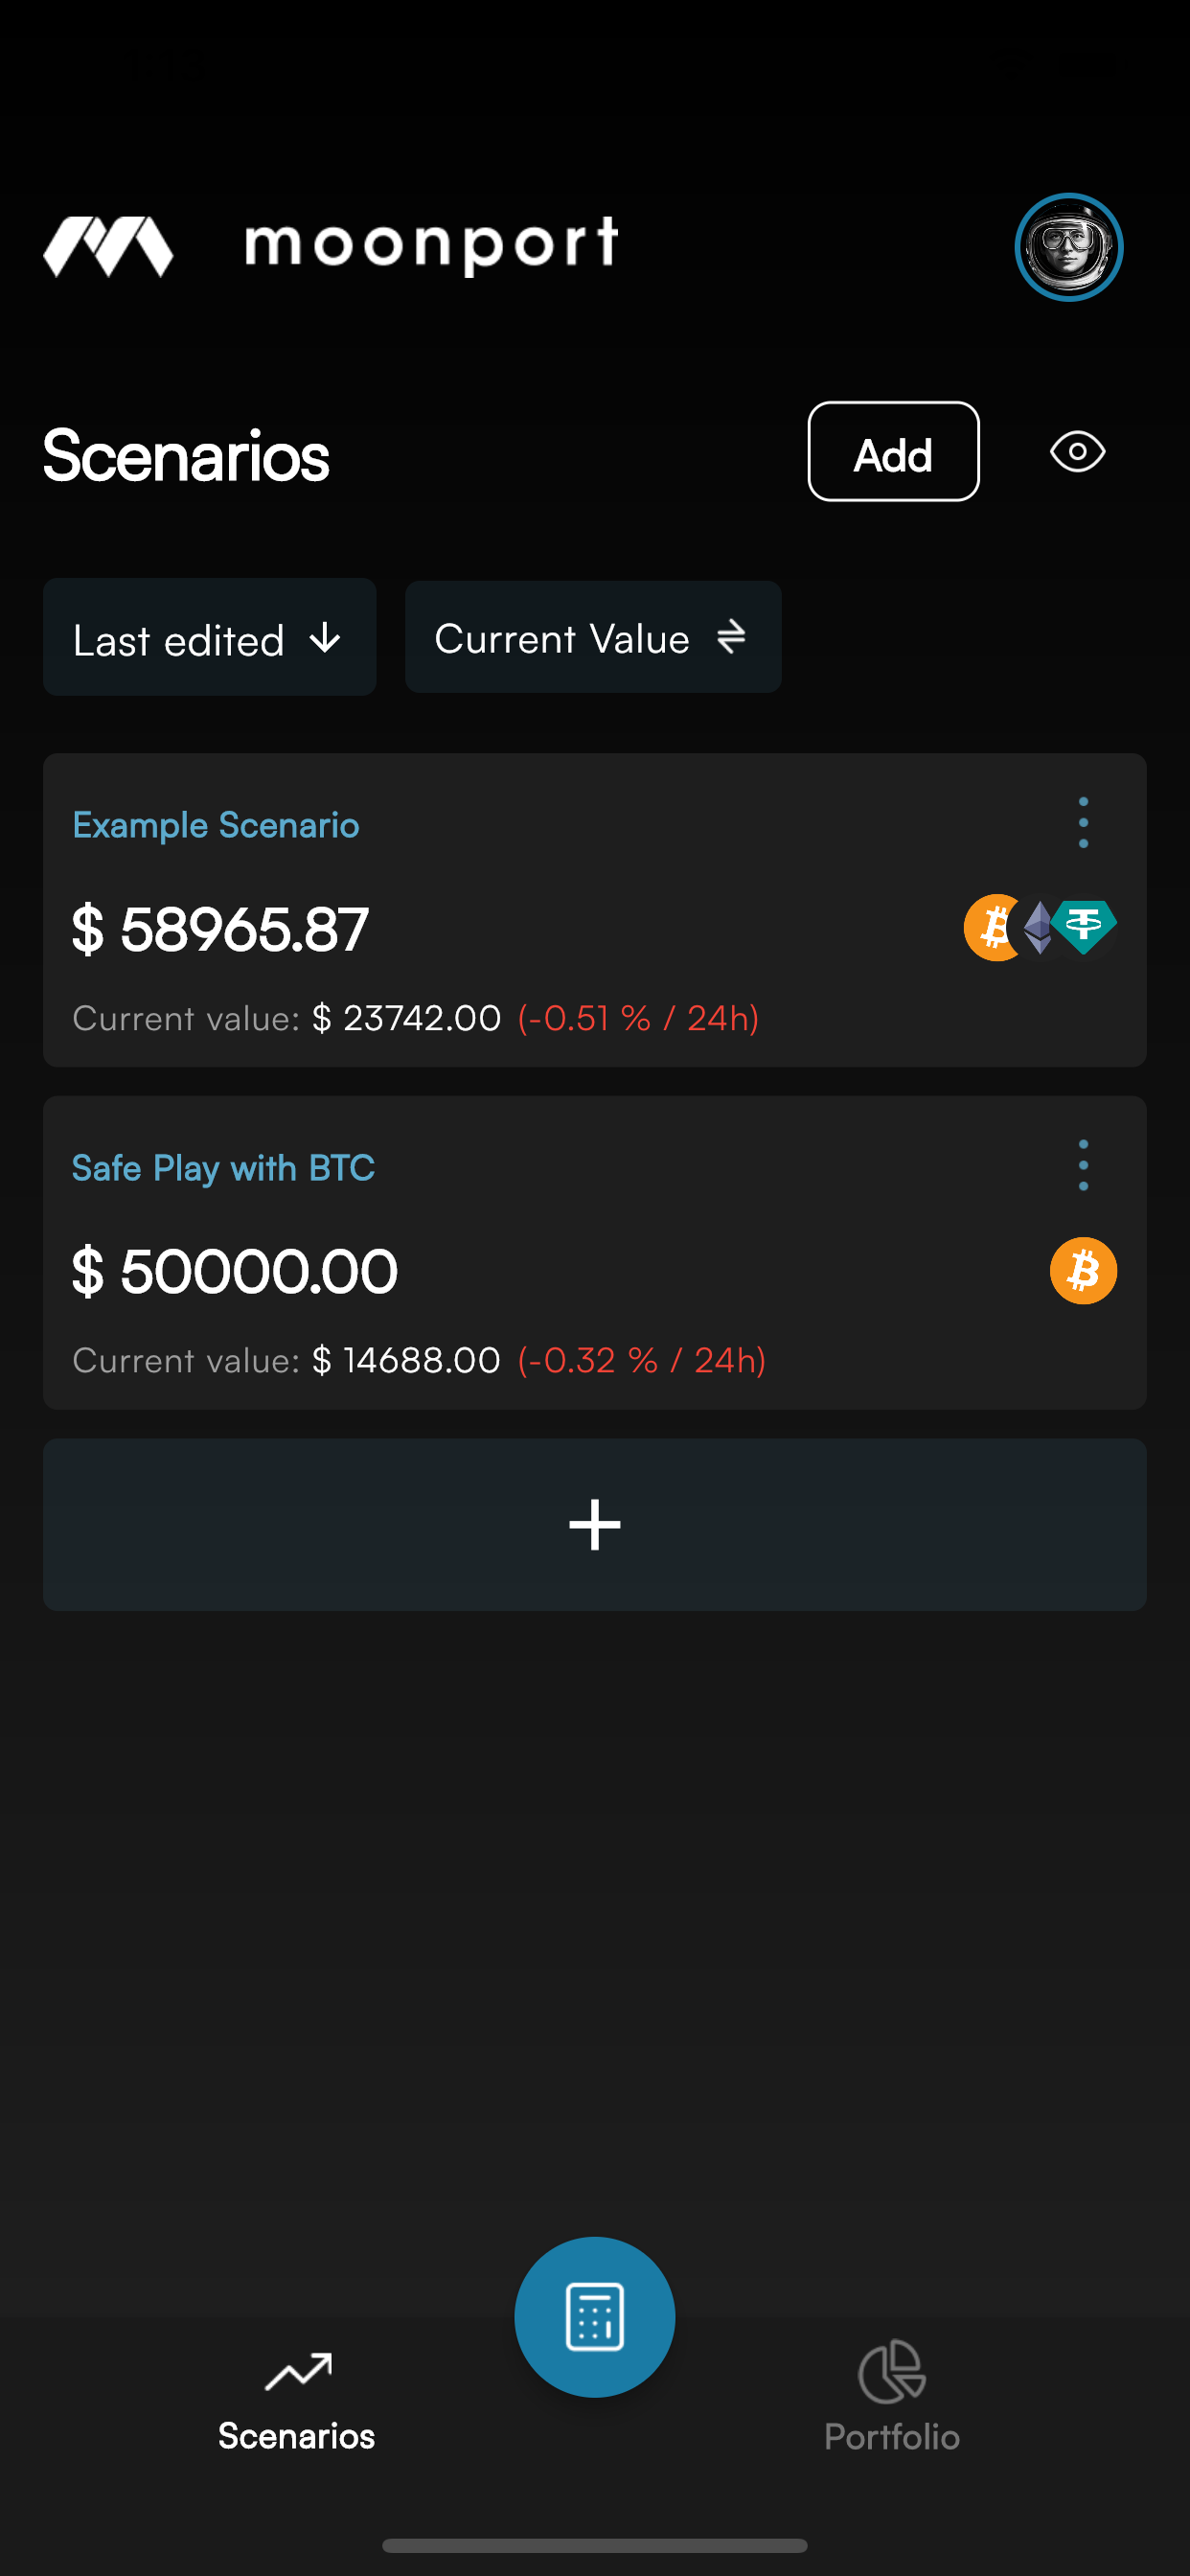 moonport
Scenarios
Add
Last edited ↓
Current Value ⇌
Example Scenario
$ 58965.87
Current value: $ 23742.00 (-0.51 % / 24h)
Safe Play with BTC
$ 50000.00
Current value: $ 14688.00 (-0.32 % / 24h)
+
Scenarios
Portfolio